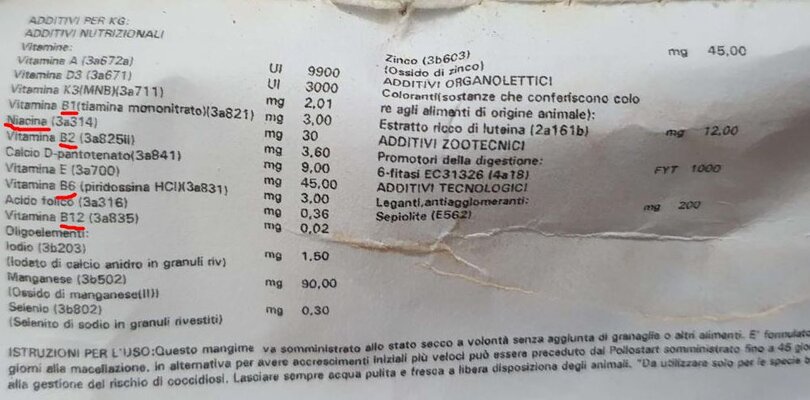 ADDITIVI PER KG:
ADDITIVI NUTRIZIONALI
Vitamine:
Vitamina A (3a672a) UI 9900
Vitamina D3 (3a671) UI 3000
Vitamina K3(MNB)(3a711) mg 2,01
Vitamina B1(tiamina mononitrato)(3a821) mg 3,00
Niacina (3a314) mg 30
Vitamina B2 (3a825ii) mg 3,60
Calcio D-pantotenato(3a841) mg 9,00
Vitamina E (3a700) mg 45,00
Vitamina B6 (piridossina HCl)(3a831) mg 3,00
Acido folico (3a316) mg 0,36
Vitamina B12 (3a835) mg 0,02
Oligoelementi:
Iodio (3b203)
(Iodato di calcio anidro in granuli riv) mg 1.50
Manganese (3b502)
(Ossido di manganese(II)) mg 90,00
Selenio (3b802)
(Selenito di sodio in granuli rivestiti) mg 0.30
Zinco (3b603) mg 45,00
(Ossido di zinco)
ADDITIVI ORGANOLETTICI
Coloranti(sostanze che conferiscono colo
re agli alimenti di origine animale):
Estratto ricco di luteina (2a161b) mg 12,00
ADDITIVI ZOOTECNICI
Promotori della digestione:
6-fitasi EC31326 (4a18) FYT 1000
ADDITIVI TECNOLOGICI
Leganti,antiagglomeranti:
Sepiolite (E562) mg 200
ISTRUZIONI PER L'USO:Questo mangime va somministrato allo stato secco a volontà senza aggiunta di granaglie o altri alimenti. E' formulato
giorni alla macellazione, in alternativa per avere accrescimenti iniziali più veloci può essere preceduto dal Pollostart somministrato fino a 45 gio
alla gestione del rischio di coccidiosi. Lasciare sempre acqua pulita e fresca a libera disposizione degli animali. "Da utilizzare solo per le specie b